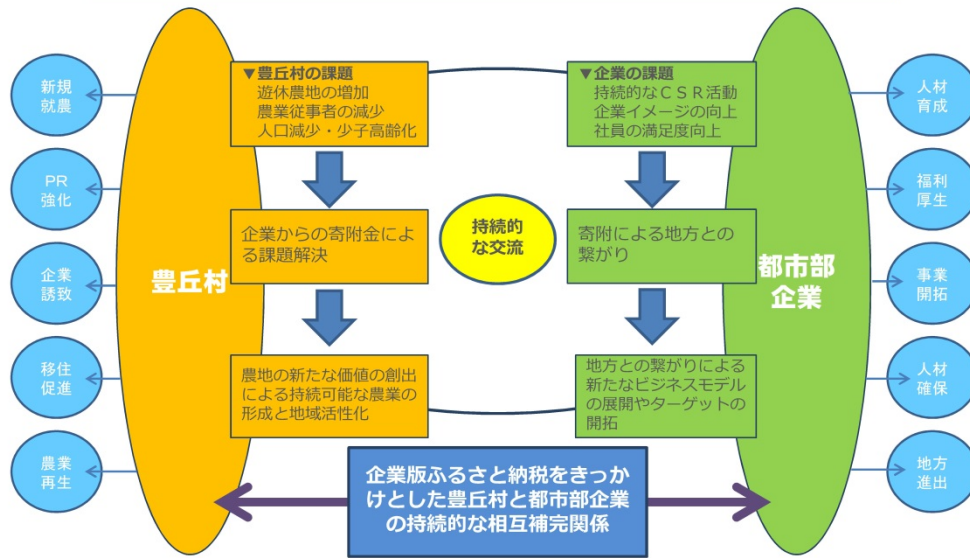 新規
就農
PR
強化
企業
誘致
移住
促進
農業
再生
豊丘村
▼豊丘村の課題
遊休農地の増加
農業従事者の減少
人口減少・少子高齢化
企業からの寄附金によ
る課題解決
農地の新たな価値の創出
による持続可能な農業の
形成と地域活性化
持続的
な交流
▼企業の課題
持続的なＣＳＲ活動
企業イメージの向上
社員の満足度向上
寄附による地方との
繋がり
地方との繋がりによる
新たなビジネスモデル
の展開やターゲットの
開拓
都市部
企業
人材
育成
福利
厚生
事業
開拓
人材
確保
地方
進出
企業版ふるさと納税をきっか
けとした豊丘村と都市部企業
の持続的な相互補完関係